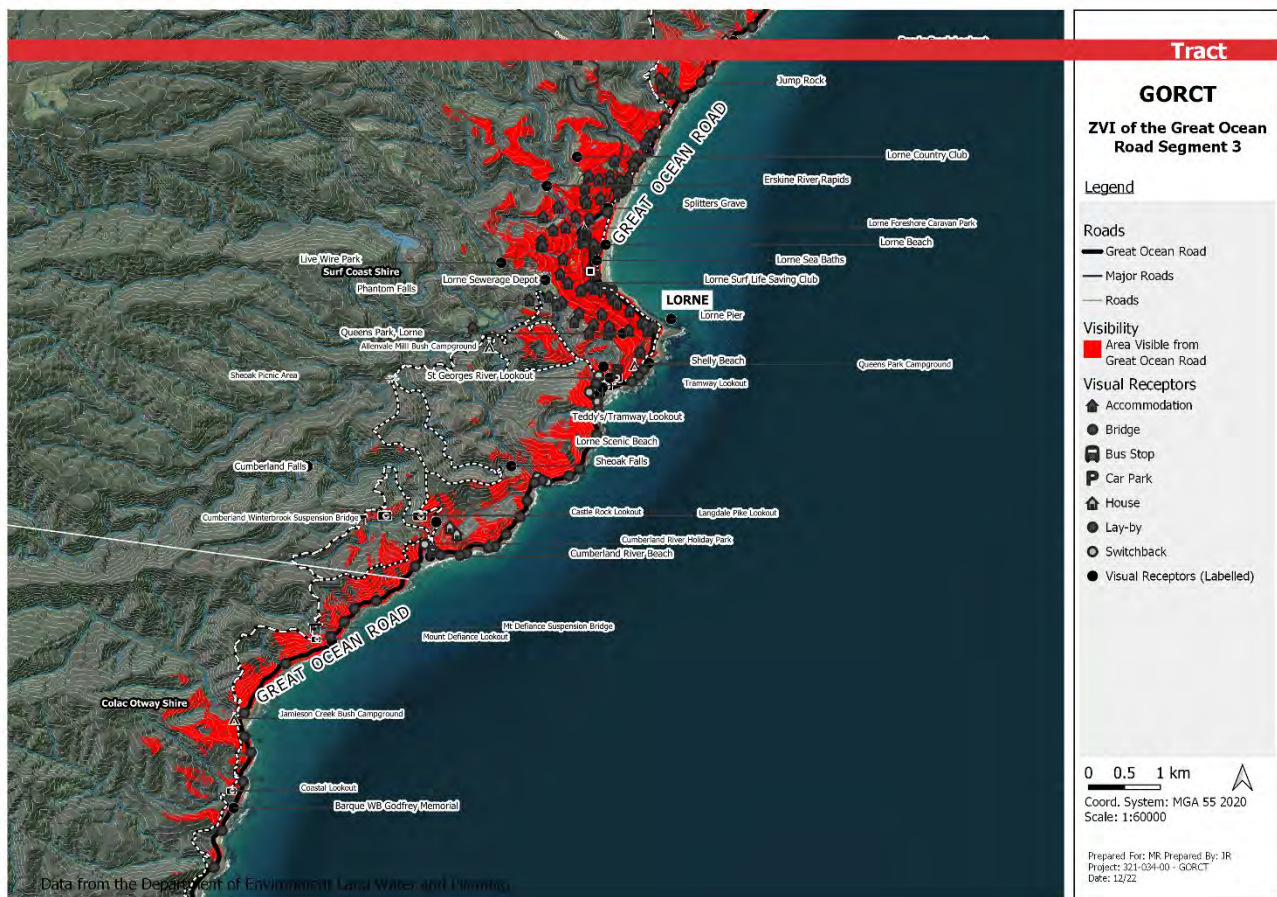 Tract
Jump Rock
GREAT OCEAN ROAD
Lorne Country Club
Erskine River Rapids
Splitters Grave
Lorne Foreshore Caravan Park
Lorne Beach
Live Wire Park
Lorne Sea Baths
Surf Coast Shire
Lorne Sewerage Depot
Lorne Surf Life Saving Club
Phantom Falls
LORNE
Lorne Pier
Queens Park, Lorne
Allenvale Mill Bush Campground
Shelly Beach
Queens Park Campground
Sheoak Picnic Area
St Georges River Lookout
Tramway Lookout
Teddy's/Tramway Lookout
Lorne Scenic Beach
Cumberland Falls
Sheoak Falls
Cumberland Winterbrook Suspension Bridge
Castle Rock Lookout
Langdale Pike Lookout
Cumberland River Holiday Park
Cumberland River Beach
GREAT OCEAN ROAD
Mt Defiance Suspension Bridge
Mount Defiance Lookout
Colac Otway Shire
Jamieson Creek Bush Campground
Coastal Lookout
Barque WB Godfrey Memorial
Data from the Department of Environment Land Water and Planning
GORCT
ZVI of the Great Ocean
Road Segment 3
Legend
Roads
Great Ocean Road
Major Roads
Roads
Visibility
Area Visible from
Great Ocean Road
Visual Receptors
Accommodation
Bridge
Bus Stop
P Car Park
House
Lay-by
Switchback
Visual Receptors (Labelled)
0 0.5 1 km
Coord. System: MGA 55 2020
Scale: 1:60000
Prepared For: MR Prepared By: JR
Project: 321-034-00 - GORCT
Date: 12/22